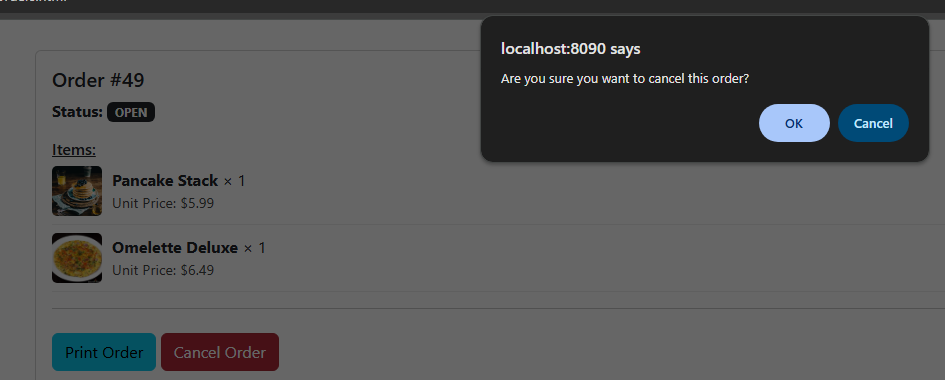 localhost:8090 says
Are you sure you want to cancel this order?
OK Cancel
Order #49
Status: OPEN
Items:
Pancake Stack × 1
Unit Price: $5.99
Omelette Deluxe × 1
Unit Price: $6.49
Print Order Cancel Order